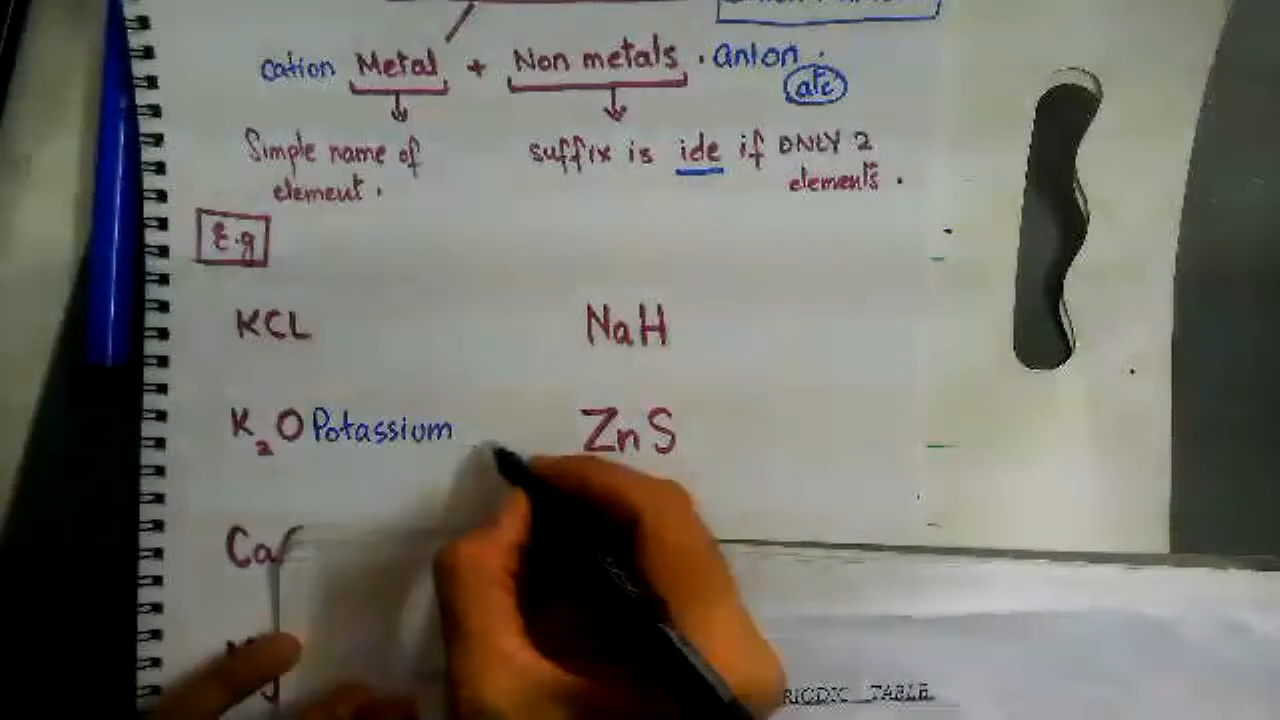 cation Metal + Non metals . anion .
ate
Simple name of
element .
suffix is ide if ONLY 2
elements .
E.g
KCL
NaH
K2O Potassium
ZnS
Ca
RIODIC TABLE